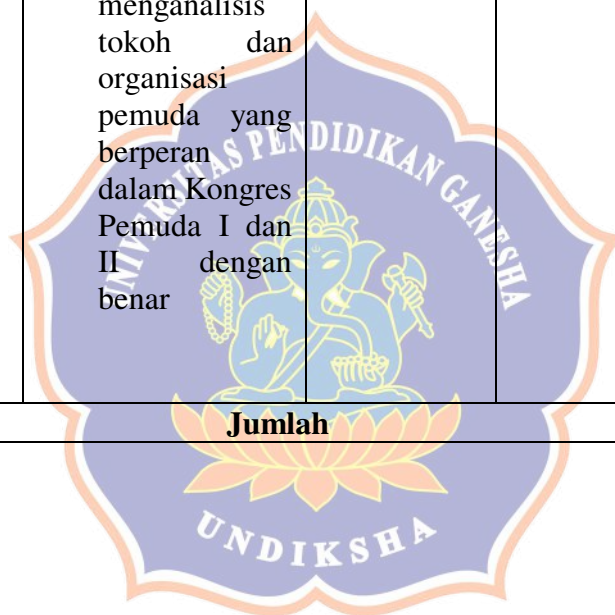 menganalisis
tokoh dan
organisasi
pemuda yang
berperan
dalam Kongres
Pemuda I dan
II dengan
benar
Jumlah
UNIVERSITAS PENDIDIKAN GANESHA
UNDIKSHA